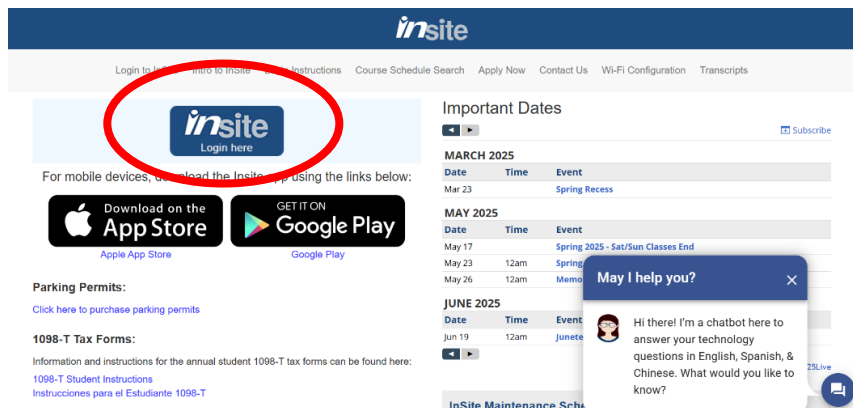 insite
Login to InSite Intro to InSite Login Instructions Course Schedule Search Apply Now Contact Us Wi-Fi Configuration Transcripts
insite
Login here
For mobile devices, download the Insite app using the links below:
Download on the
App Store
GET IT ON
Google Play
Apple App Store Google Play
Parking Permits:
Click here to purchase parking permits
1098-T Tax Forms:
Information and instructions for the annual student 1098-T tax forms can be found here:
1098-T Student Instructions
Instrucciones para el Estudiante 1098-T
Important Dates
Subscribe
MARCH 2025
Date Time Event
Mar 23 Spring Recess
MAY 2025
Date Time Event
May 17 Spring 2025 - Sat/Sun Classes End
May 23 12am Spring
May 26 12am Memo
JUNE 2025
Date Time Event
Jun 19 12am Junete
25Live
InSite Maintenance Sche
May I help you?
Hi there! I'm a chatbot here to
answer your technology
questions in English, Spanish, &
Chinese. What would you like to
know?